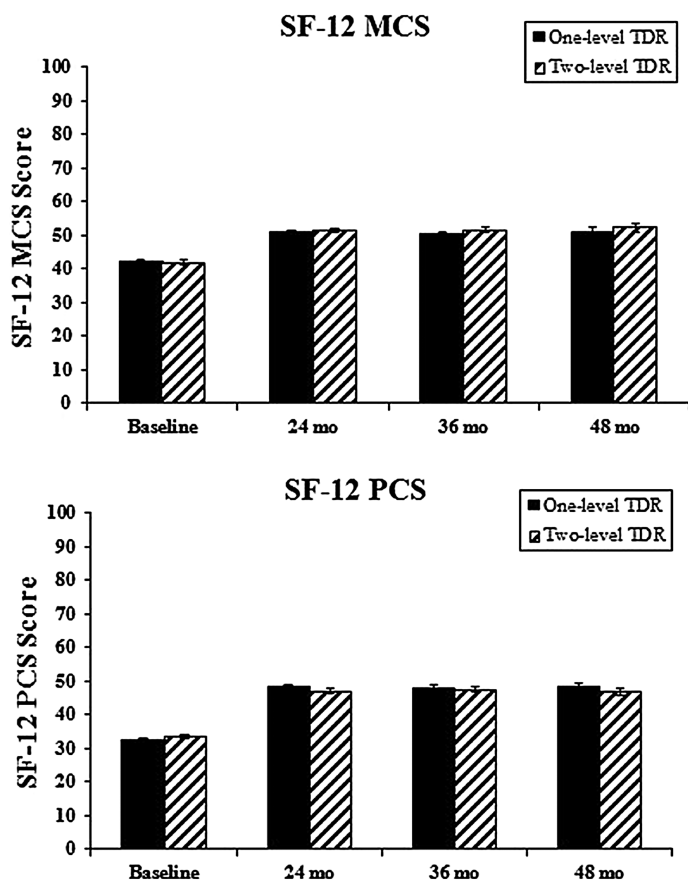 SF-12 MCS
One-level TDR
Two-level TDR
SF-12 MCS Score
100
90
80
70
60
50
40
30
20
10
0
Baseline 24 mo 36 mo 48 mo
SF-12 PCS
One-level TDR
Two-level TDR
SF-12 PCS Score
100
90
80
70
60
50
40
30
20
10
0
Baseline 24 mo 36 mo 48 mo